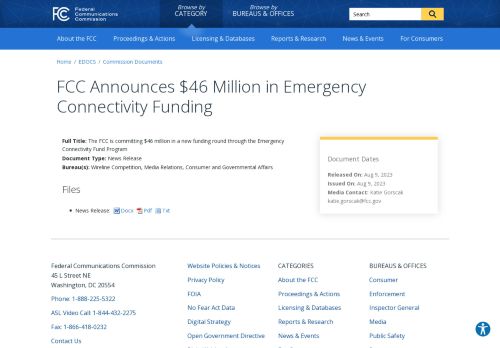 FCC Federal Communications Commission
Browse by CATEGORY
Browse by BUREAUS & OFFICES
Search
About the FCC Proceedings & Actions Licensing & Databases Reports & Research News & Events For Consumers
Home / EDOCS / Commission Documents
FCC Announces $46 Million in Emergency
Connectivity Funding
Full Title: The FCC is committing $46 million in a new funding round through the Emergency
Connectivity Fund Program
Document Type: News Release
Bureau(s): Wireline Competition, Media Relations, Consumer and Governmental Affairs
Files
News Release: Docx Pdf Txt
Document Dates
Released On: Aug 9, 2023
Issued On: Aug 9, 2023
Media Contact: Katie Gorscak
katie.gorscak@fcc.gov
Federal Communications Commission
45 L Street NE
Washington, DC 20554
Phone: 1-888-225-5322
ASL Video Call: 1-844-432-2275
Fax: 1-866-418-0232
Contact Us
Website Policies & Notices
Privacy Policy
FOIA
No Fear Act Data
Digital Strategy
Open Government Directive
CATEGORIES
About the FCC
Proceedings & Actions
Licensing & Databases
Reports & Research
News & Events
BUREAUS & OFFICES
Consumer
Enforcement
Inspector General
Media
Public Safety